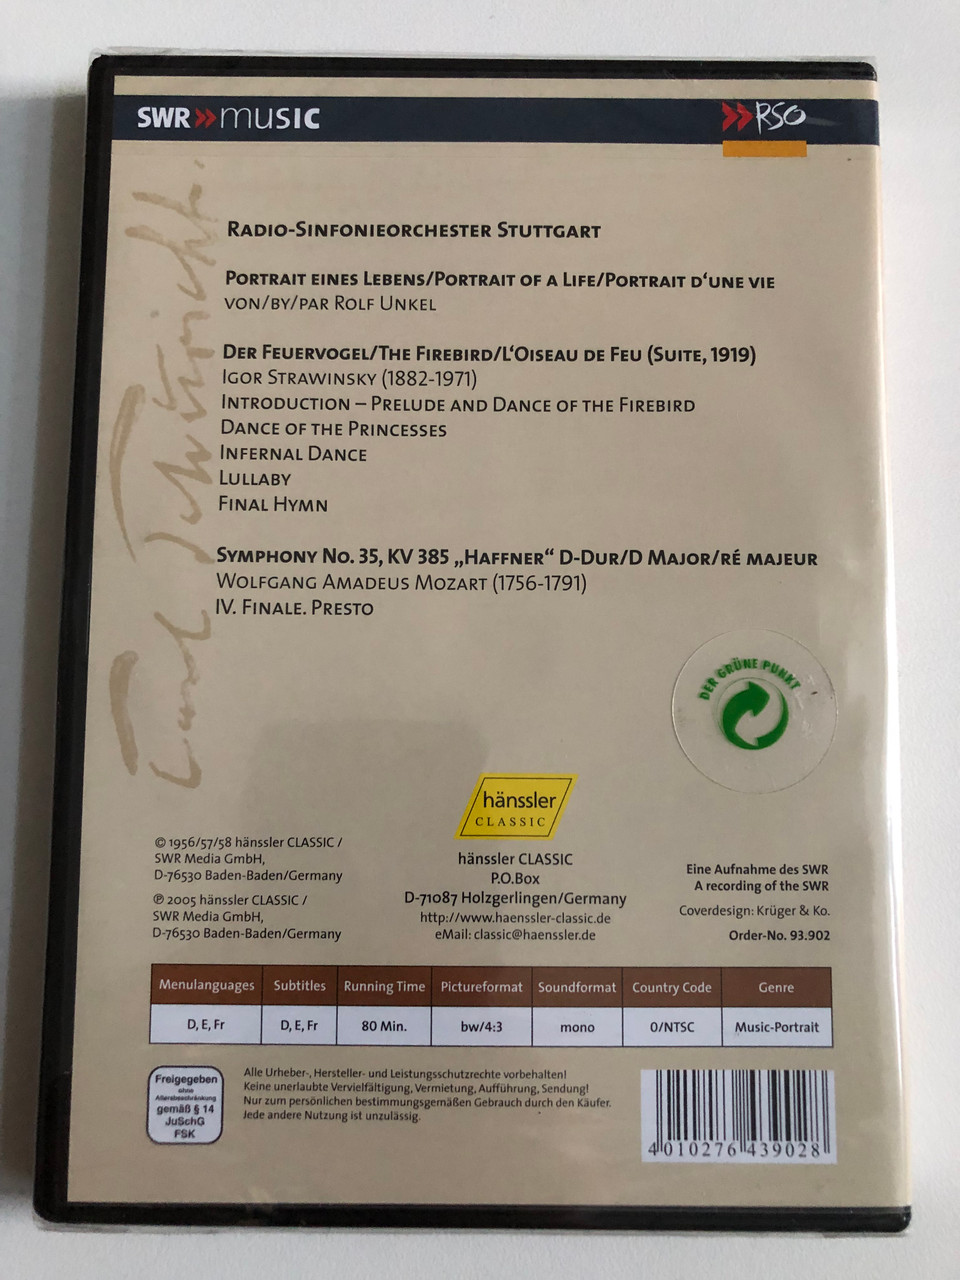 SWR»music
»RSO
Radio-Sinfonieorchester Stuttgart
Portrait eines Lebens/Portrait of a Life/Portrait d‘une vie
von/by/par Rolf Unkel
Der Feuervogel/The Firebird/L‘Oiseau de Feu (Suite, 1919)
Igor Strawinsky (1882-1971)
Introduction – Prelude and Dance of the Firebird
Dance of the Princesses
Infernal Dance
Lullaby
Final Hymn
Symphony No. 35, KV 385 „Haffner“ D-Dur/D Major/ré majeur
Wolfgang Amadeus Mozart (1756-1791)
IV. Finale. Presto
DER GRÜNE PUNKT
hänssler
CLASSIC
© 1956/57/58 hänssler CLASSIC /
SWR Media GmbH,
D-76530 Baden-Baden/Germany
℗ 2005 hänssler CLASSIC /
SWR Media GmbH,
D-76530 Baden-Baden/Germany
hänssler CLASSIC
P.O.Box
D-71087 Holzgerlingen/Germany
http://www.haenssler-classic.de
eMail: classic@haenssler.de
Eine Aufnahme des SWR
A recording of the SWR
Coverdesign: Krüger & Ko.
Order-No. 93.902
Menulanguages Subtitles Running Time Pictureformat Soundformat Country Code Genre
D, E, Fr D, E, Fr 80 Min. bw/4:3 mono 0/NTSC Music-Portrait
Freigegeben
ohne
Altersbeschränkung
gemäß § 14
JuSchG
FSK
Alle Urheber-, Hersteller- und Leistungsschutzrechte vorbehalten!
Keine unerlaubte Vervielfältigung, Vermietung, Aufführung, Sendung!
Nur zum persönlichen bestimmungsgemäßen Gebrauch durch den Käufer.
Jede andere Nutzung ist unzulässig.
4 010276 439028